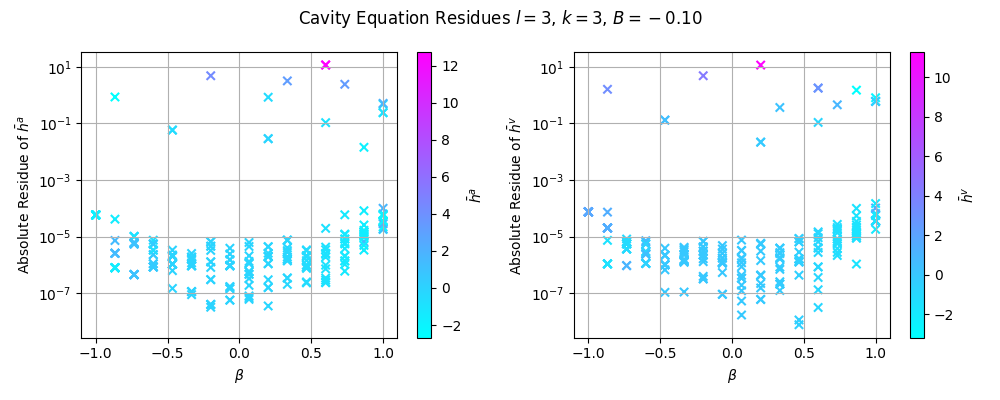 Cavity Equation Residues l = 3, k = 3, B = −0.10
Absolute Residue of h̄ᵃ
10¹
10⁻¹
10⁻³
10⁻⁵
10⁻⁷
−1.0 −0.5 0.0 0.5 1.0
β
12
10
8
6
4
2
0
−2
h̄ᵃ
Absolute Residue of h̄ᵛ
10¹
10⁻¹
10⁻³
10⁻⁵
10⁻⁷
−1.0 −0.5 0.0 0.5 1.0
β
10
8
6
4
2
0
−2
h̄ᵛ